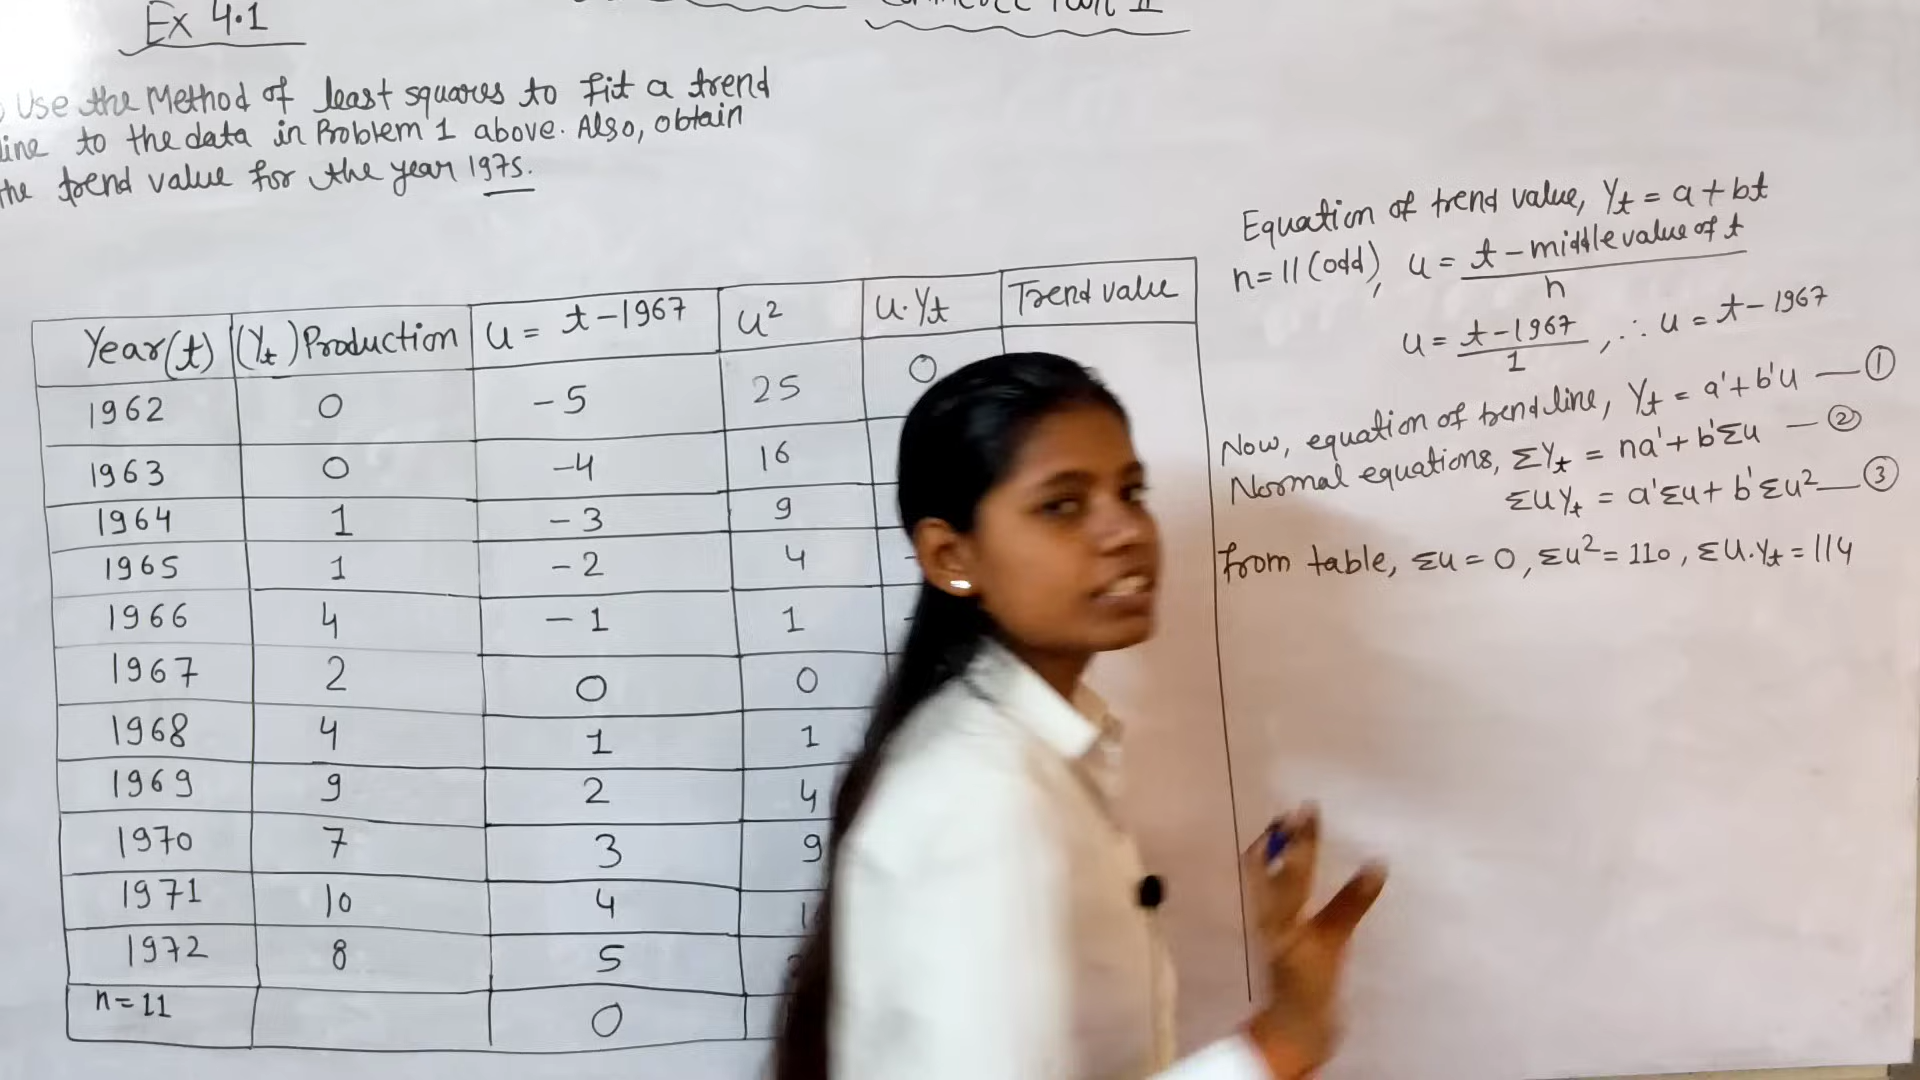 Ex 4.1
II
Use the Method of least squares to fit a trend
line to the data in Problem 1 above. Also, obtain
the trend value for the year 1975.
Year(t) (Yt) Production u = t-1967 u² u.Yt Trend value
1962 0 -5 25 0
1963 0 -4 16
1964 1 -3 9
1965 1 -2 4
1966 4 -1 1
1967 2 0 0
1968 4 1 1
1969 9 2 4
1970 7 3 9
1971 10 4
1972 8 5
n=11 0
Equation of trend value, Yt = a+bt
n=11(odd), u = t-middle value of t
h
u = t-1967 , ∴ u = t-1967
1
Now, equation of trend line, Yt = a'+b'u — ①
Normal equations, ΣYt = na'+b'Σu — ②
ΣuYt = a'Σu+b'Σu² — ③
from table, Σu=0, Σu²=110, Σu.Yt=114